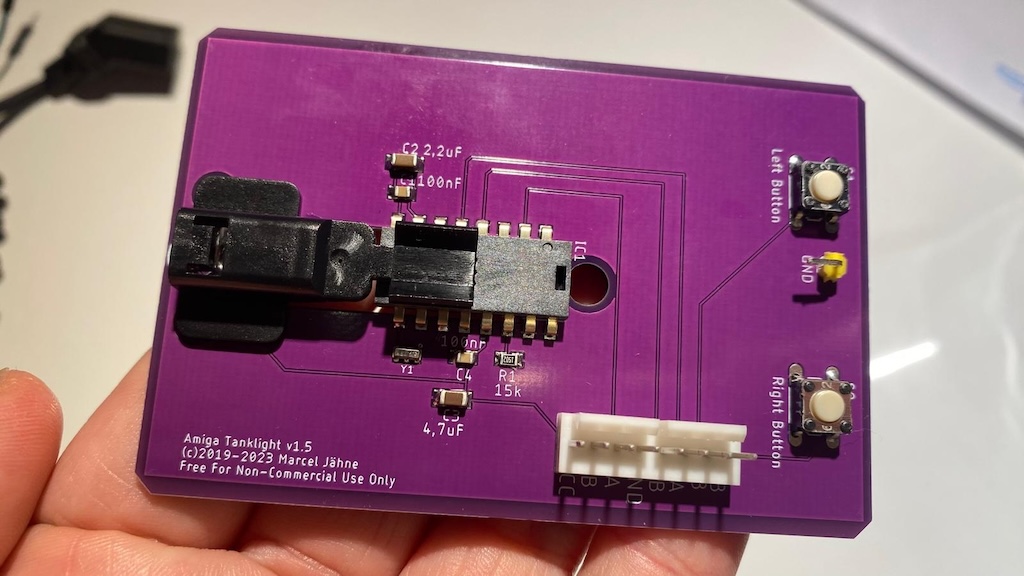 C2 2,2uF
100nF
Left Button
IC1
GND
100nF
Y1
C4
R1
15k
4,7uF
Right Button
Amiga Tanklight v1.5
(c)2019-2023 Marcel Jähne
Free For Non-Commercial Use Only